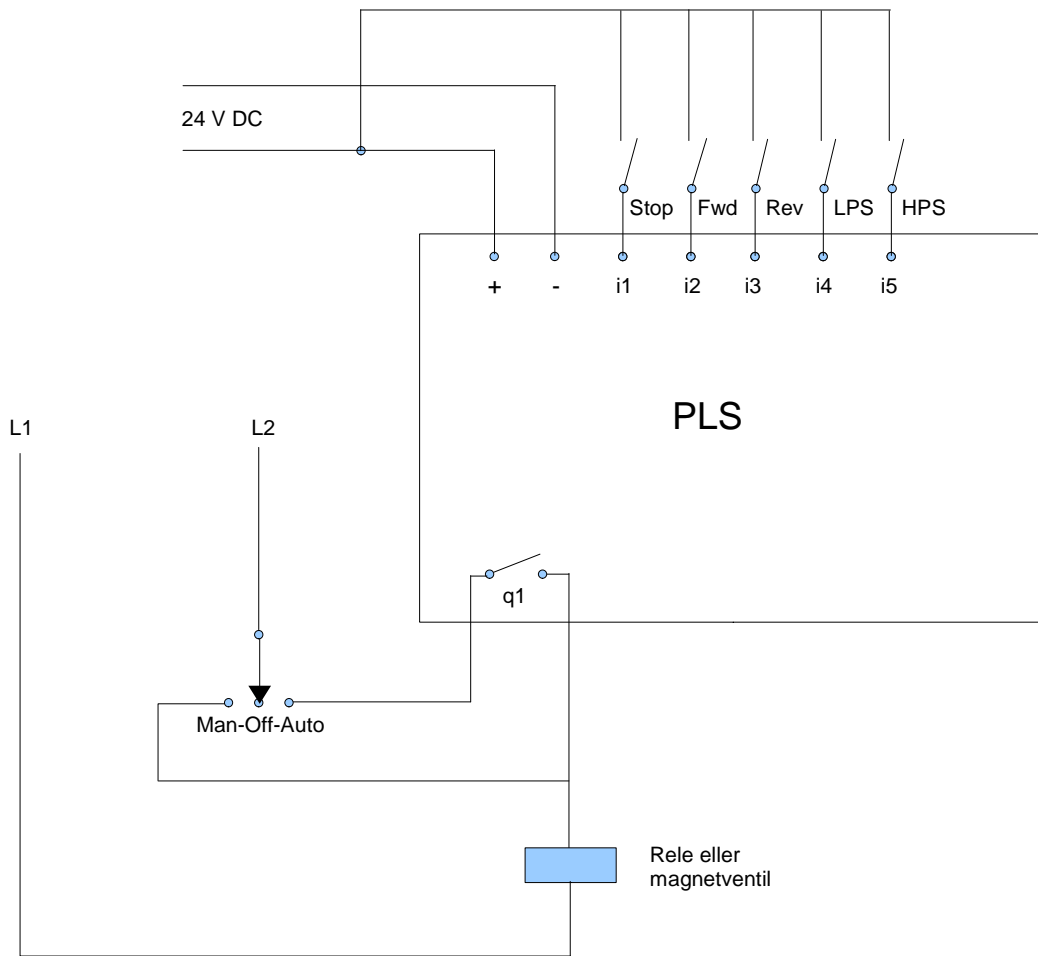 24 V DC
Stop Fwd Rev LPS HPS
+ - i1 i2 i3 i4 i5
PLS
L1 L2
q1
Man-Off-Auto
Rele eller
magnetventil